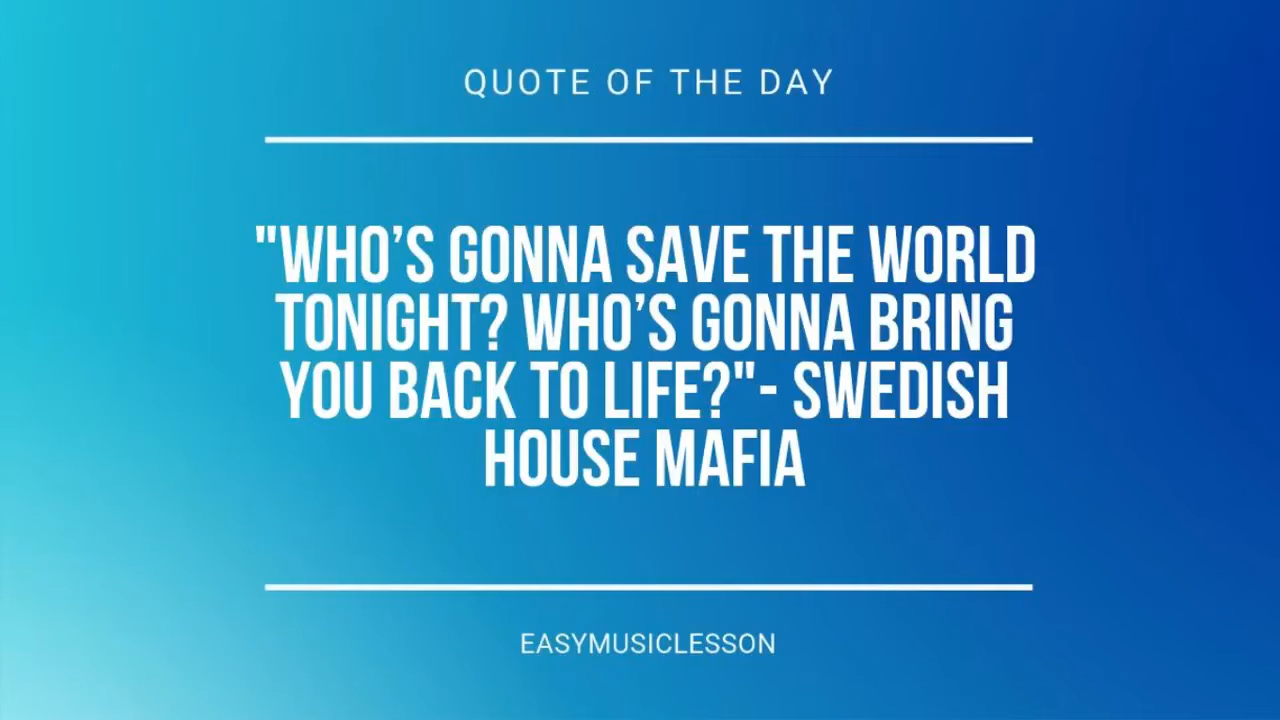 QUOTE OF THE DAY
"WHO’S GONNA SAVE THE WORLD
TONIGHT? WHO’S GONNA BRING
YOU BACK TO LIFE?"- SWEDISH
HOUSE MAFIA
EASYMUSICLESSON